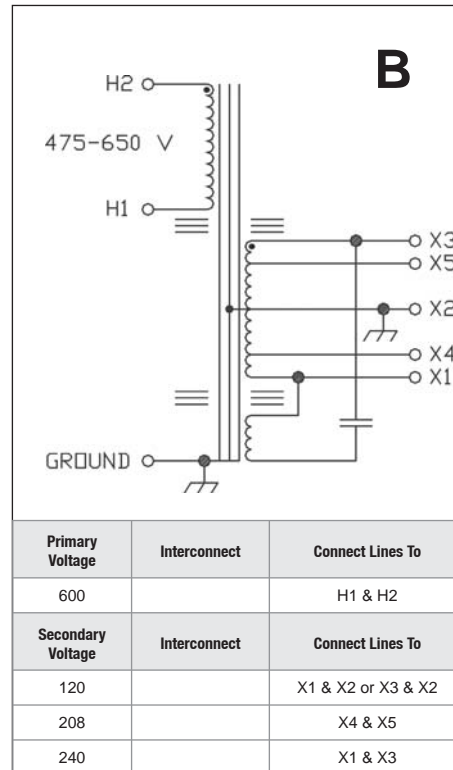 B
H2
475-650 V
H1
X3
X5
X2
X4
X1
GROUND
Primary Voltage Interconnect Connect Lines To
600 H1 & H2
Secondary Voltage Interconnect Connect Lines To
120 X1 & X2 or X3 & X2
208 X4 & X5
240 X1 & X3